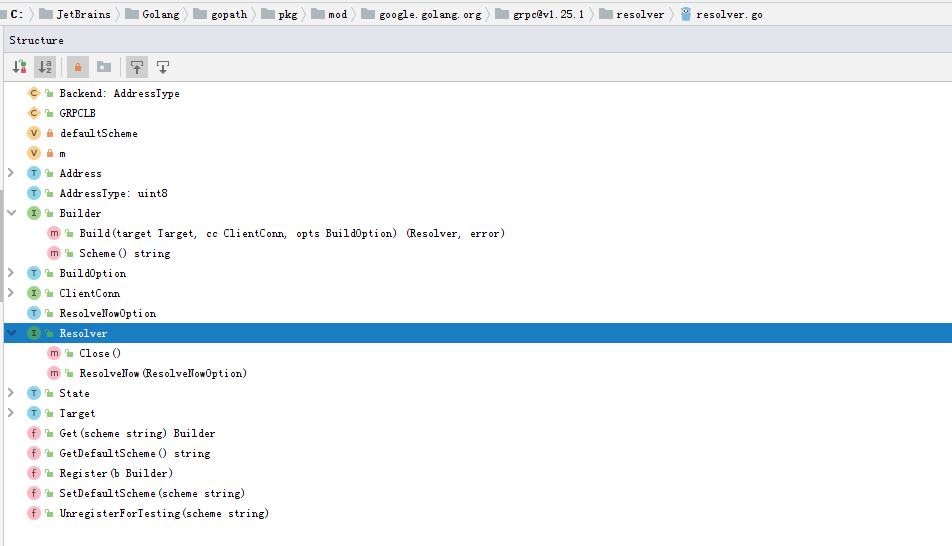 C: JetBrains Golang gopath pkg mod google.golang.org grpc@v1.25.1 resolver resolver.go
Structure
Backend: AddressType
GRPCLB
defaultScheme
m
Address
AddressType: uint8
Builder
Build(target Target, cc ClientConn, opts BuildOption) (Resolver, error)
Scheme() string
BuildOption
ClientConn
ResolveNowOption
Resolver
Close()
ResolveNow(ResolveNowOption)
State
Target
Get(scheme string) Builder
GetDefaultScheme() string
Register(b Builder)
SetDefaultScheme(scheme string)
UnregisterForTesting(scheme string)